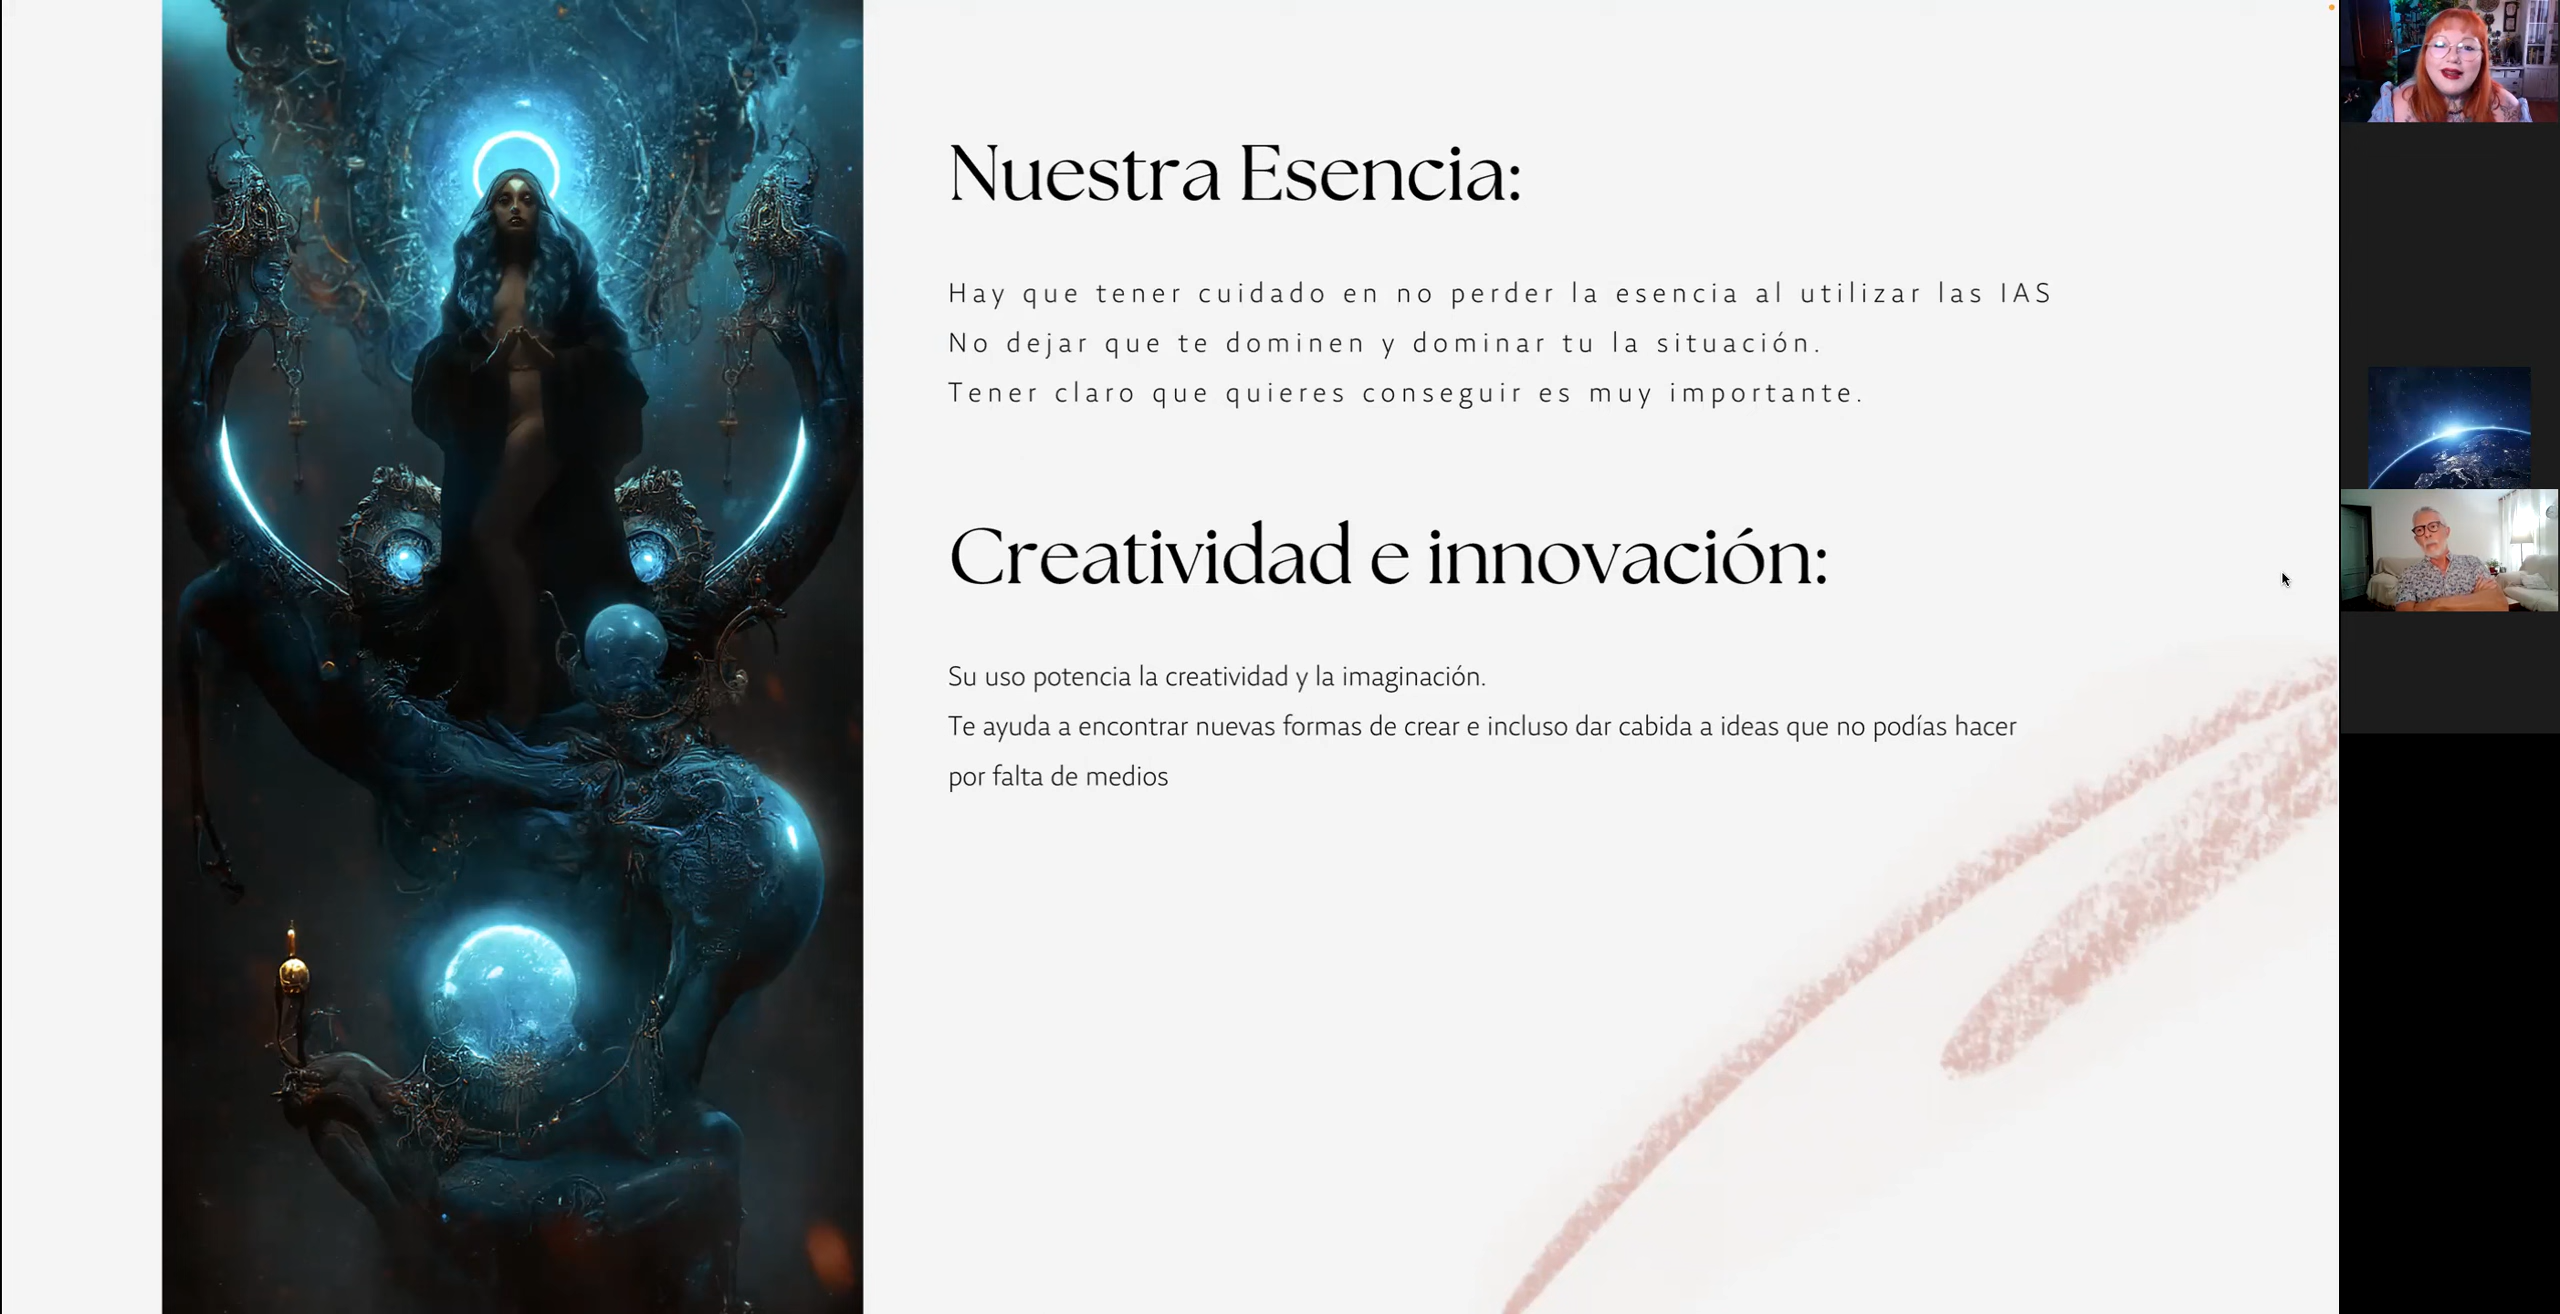 Nuestra Esencia:
Hay que tener cuidado en no perder la esencia al utilizar las IAS
No dejar que te dominen y dominar tu la situación.
Tener claro que quieres conseguir es muy importante.
Creatividad e innovación:
Su uso potencia la creatividad y la imaginación.
Te ayuda a encontrar nuevas formas de crear e incluso dar cabida a ideas que no podías hacer
por falta de medios